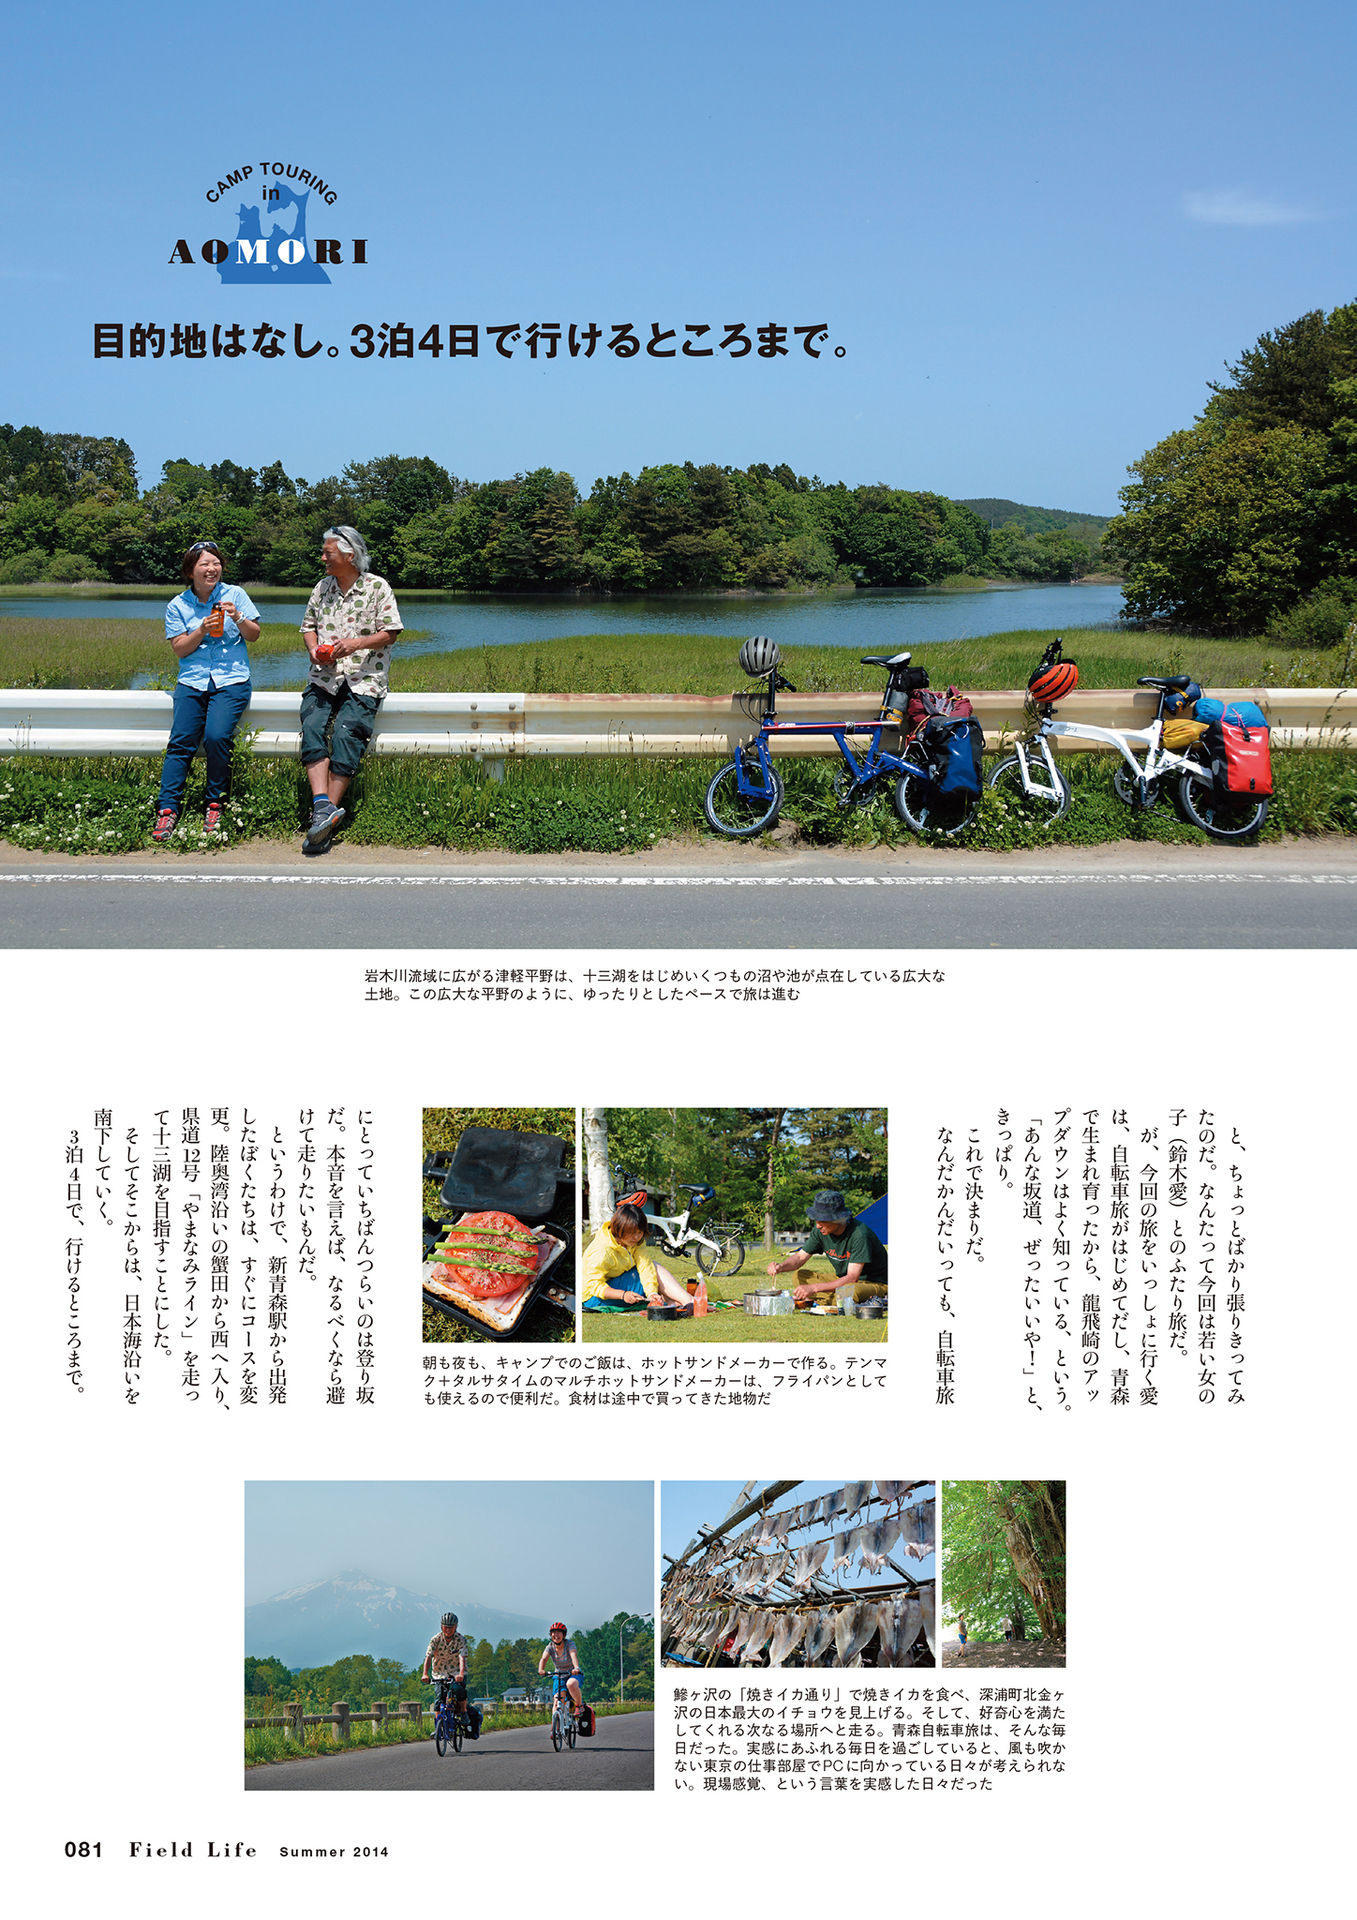 CAMP TOURING
in
AOMORI
目的地はなし。3泊4日で行けるところまで。
岩木川流域に広がる津軽平野は、十三湖をはじめいくつもの沼や池が点在している広大な
土地。この広大な平野のように、ゆったりとしたペースで旅は進む
と、ちょっとばかり張りきってみ
たのだ。なんたって今回は若い女の
子（鈴木愛）とのふたり旅だ。
が、今回の旅をいっしょに行く愛
は、自転車旅がはじめてだし、青森
で生まれ育ったから、龍飛崎のアッ
プダウンはよく知っている、という。
「あんな坂道、ぜったいいや！」と、
きっぱり。
これで決まりだ。
なんだかんだいっても、自転車旅
にとっていちばんつらいのは登り坂
だ。本音を言えば、なるべくなら避
けて走りたいもんだ。
というわけで、新青森駅から出発
したぼくたちは、すぐにコースを変
更。陸奥湾沿いの蟹田から西へ入り、
県道12号「やまなみライン」を走っ
て十三湖を目指すことにした。
そしてそこからは、日本海沿いを
南下していく。
3泊4日で、行けるところまで。
朝も夜も、キャンプでのご飯は、ホットサンドメーカーで作る。テンマ
ク＋タルサタイムのマルチホットサンドメーカーは、フライパンとして
も使えるので便利だ。食材は途中で買ってきた地物だ
鰺ヶ沢の「焼きイカ通り」で焼きイカを食べ、深浦町北金ヶ
沢の日本最大のイチョウを見上げる。そして、好奇心を満た
してくれる次なる場所へと走る。青森自転車旅は、そんな毎
日だった。実感にあふれる毎日を過ごしていると、風も吹か
ない東京の仕事部屋でPCに向かっている日々が考えられな
い。現場感覚、という言葉を実感した日々だった
081 Field Life Summer 2014